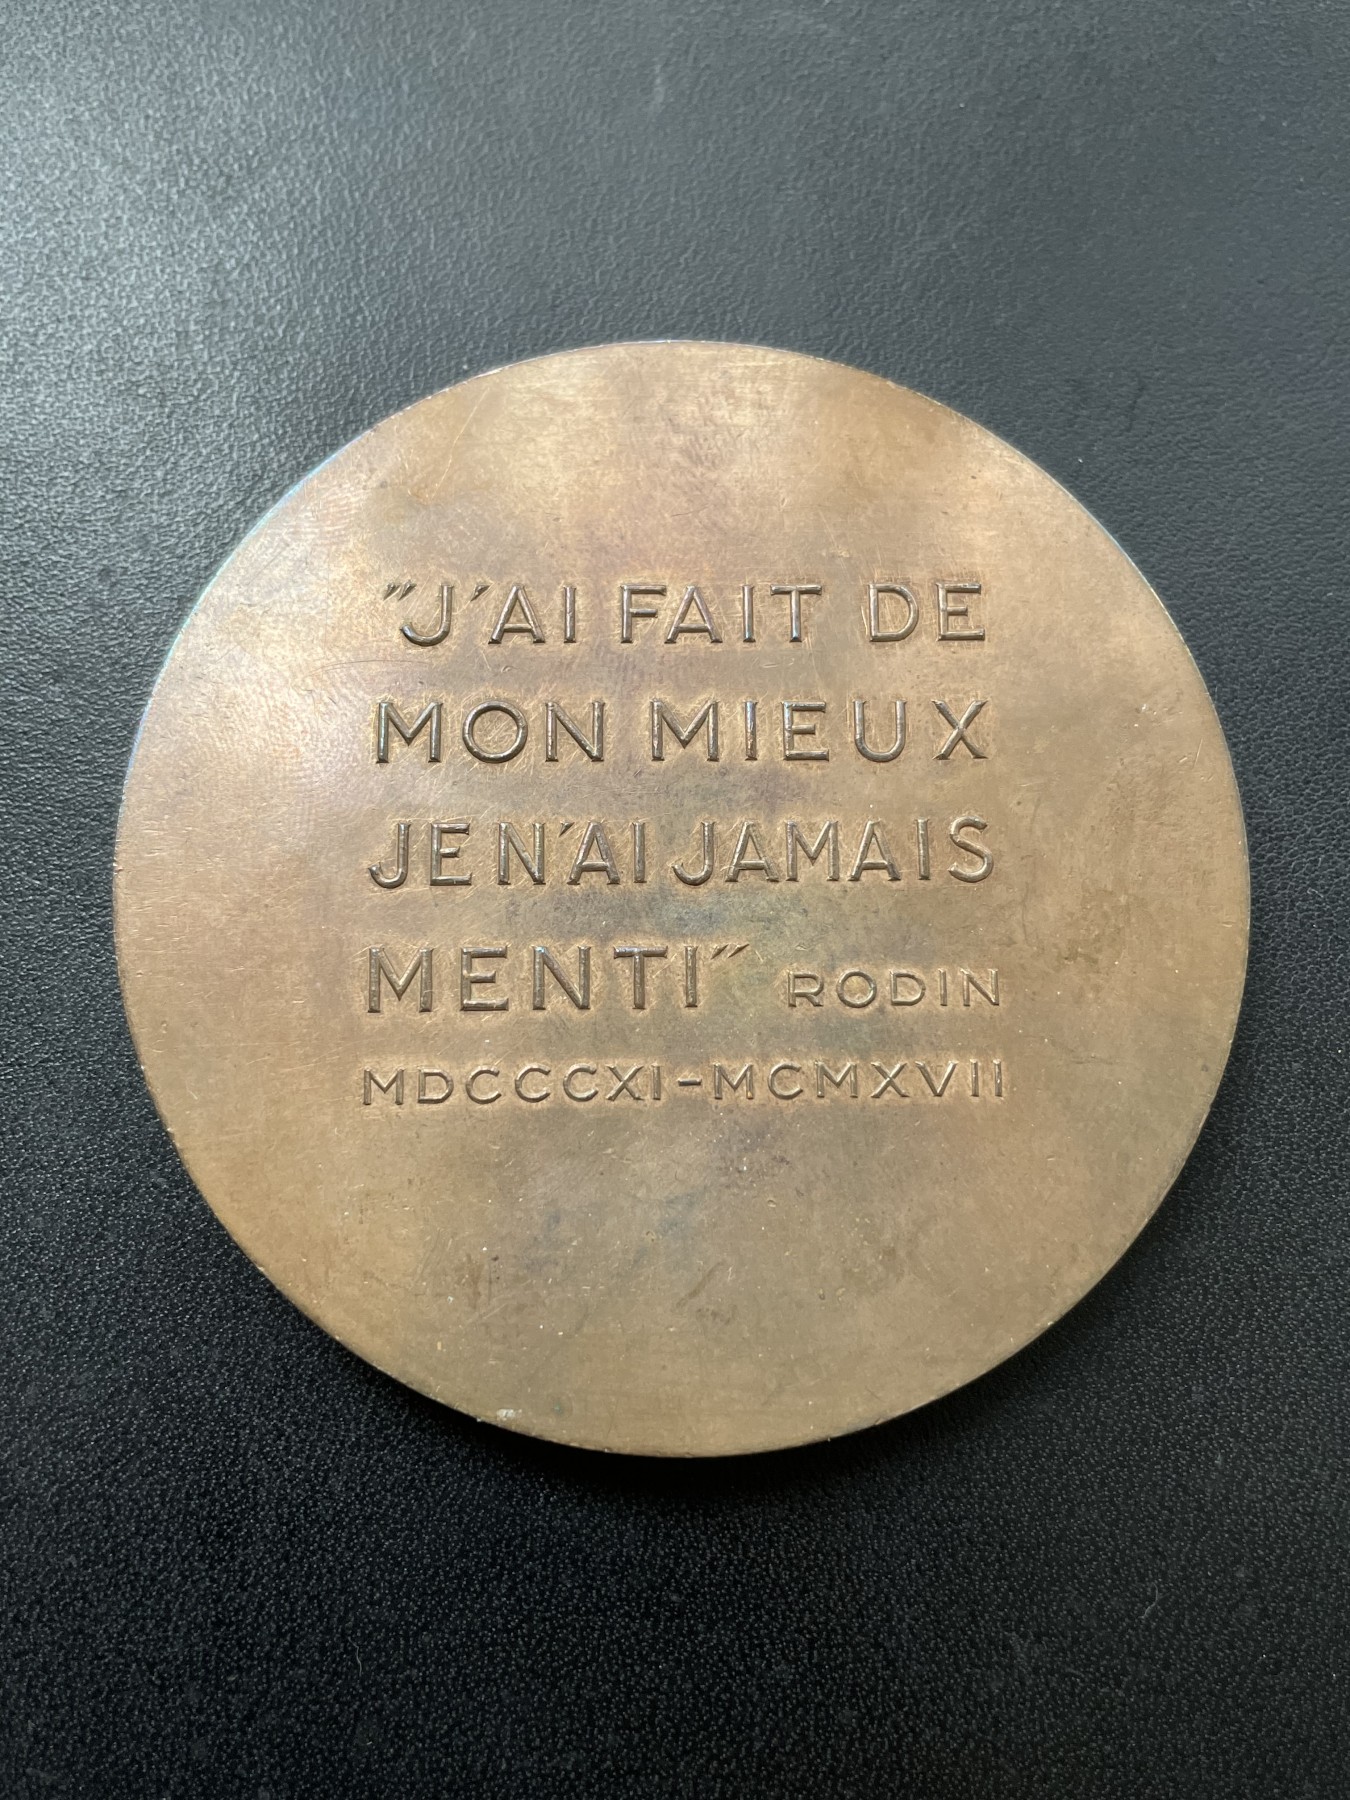 "J'AI FAIT DE
MON MIEUX
JE N'AI JAMAIS
MENTI" RODIN
MDCCCXI-MCMXVII